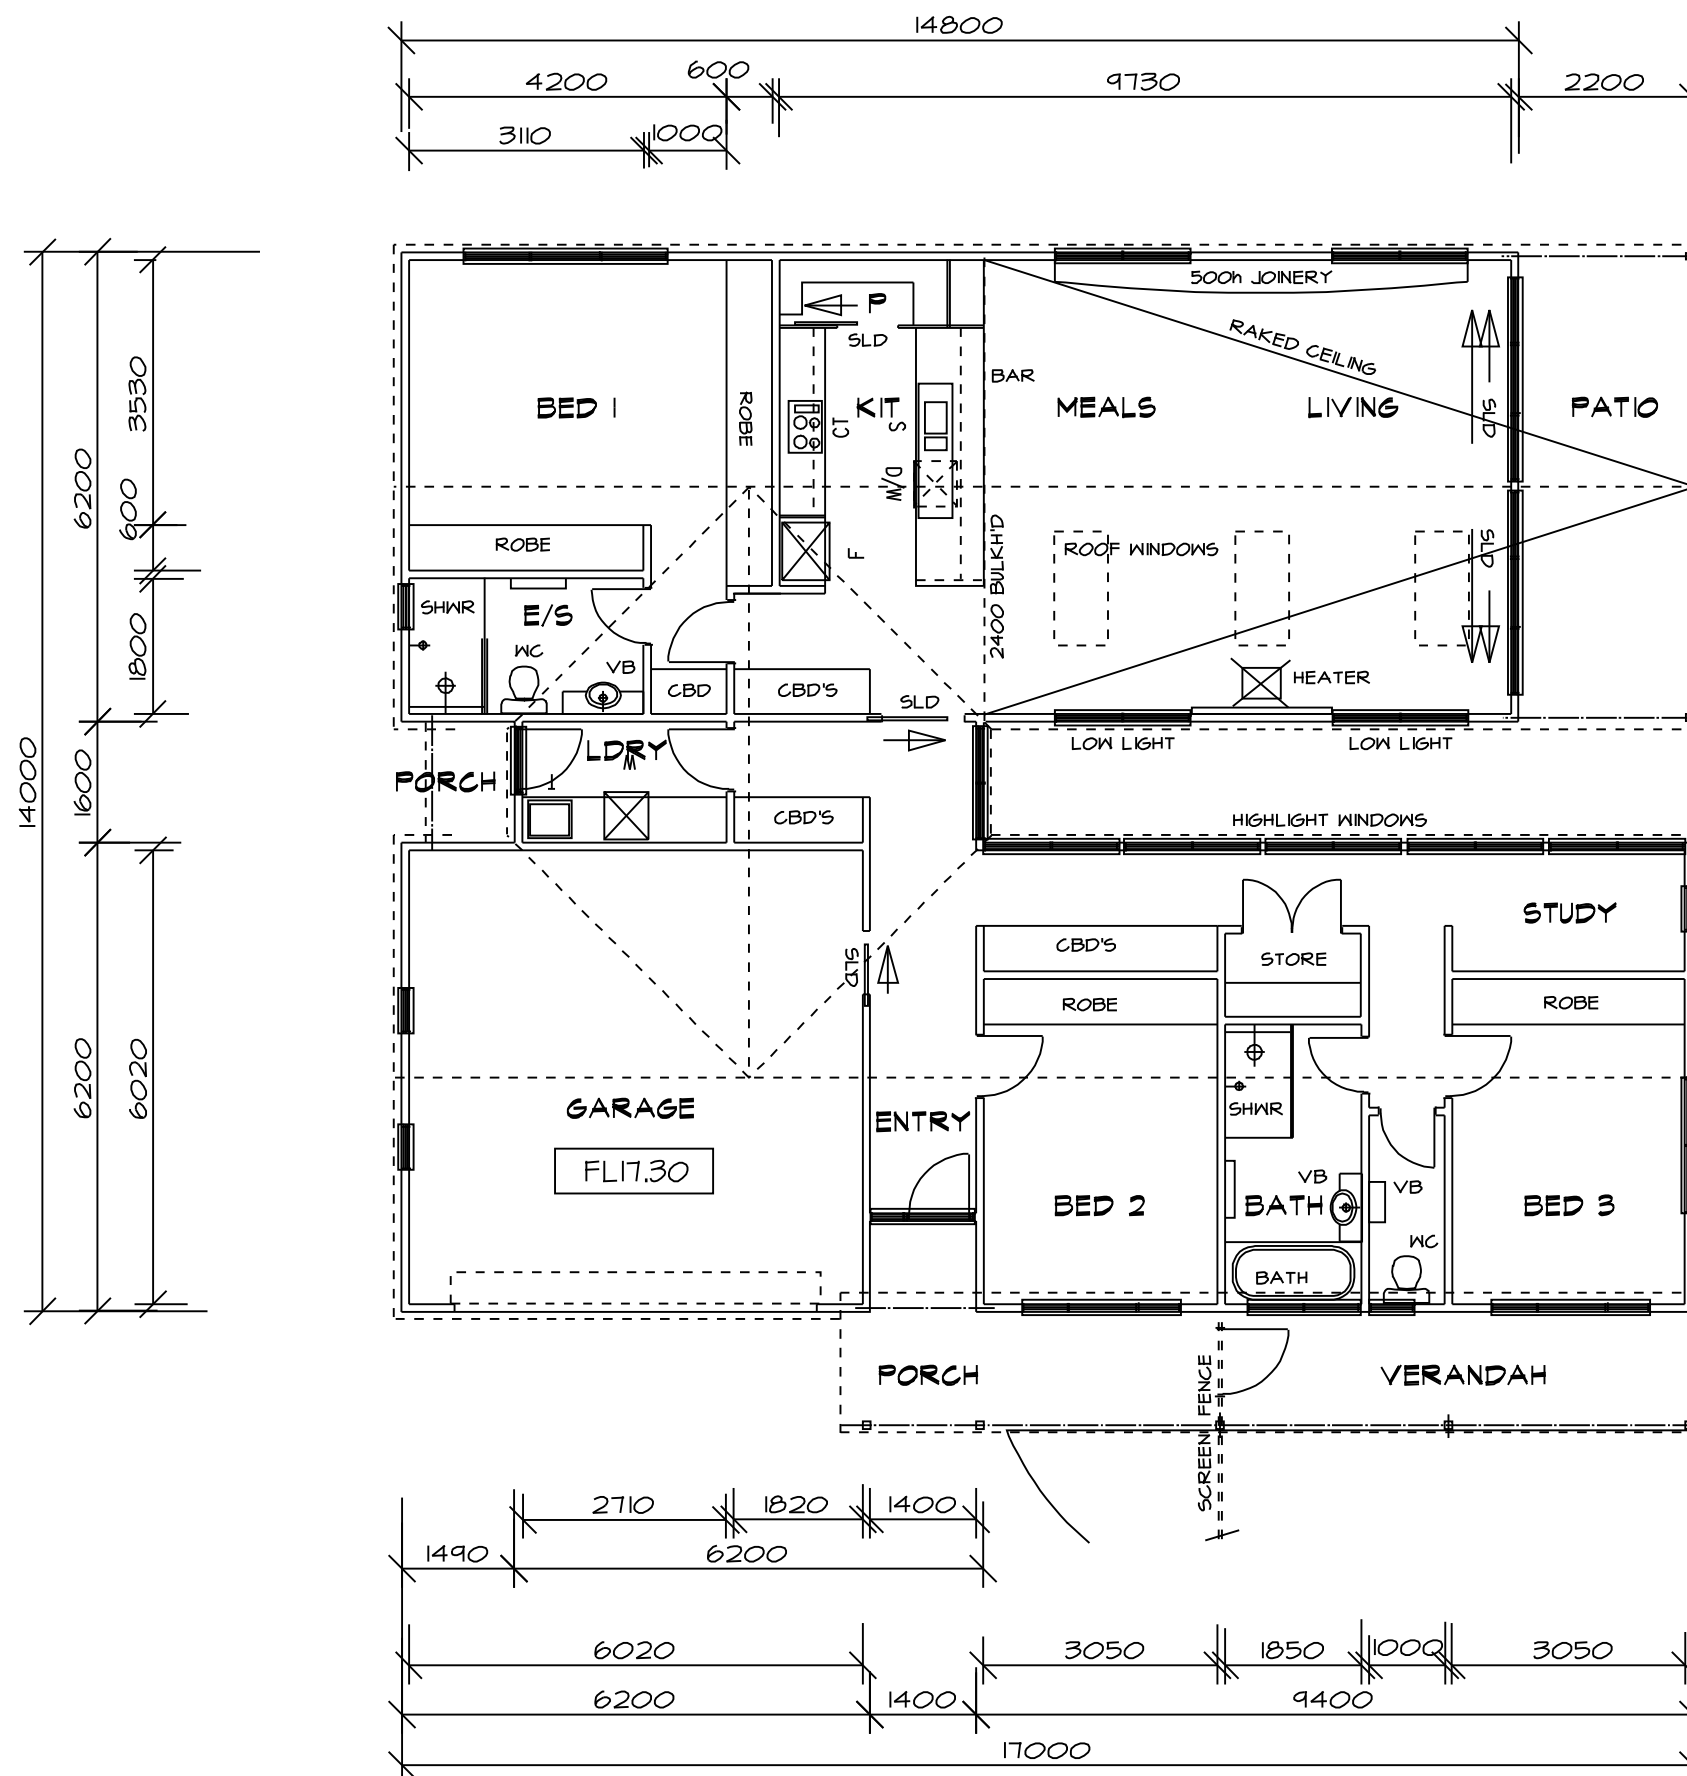 14800
4200
600
9730
2200
3110
1000
500h JOINERY
P
SLD
RAKED CEILING
BAR
3530
BED 1
ROBE
CT
KIT
S
MEALS
LIVING
SLD
PATIO
D/W
6200
600
ROBE
F
2400 BULKH'D
ROOF WINDOWS
SLD
SHWR
E/S
WC
VB
1800
CBD
CBD'S
SLD
HEATER
LDRY
M
LOW LIGHT
LOW LIGHT
14000
1600
PORCH
T
CBD'S
HIGHLIGHT WINDOWS
STUDY
CBD'S
STORE
SLD
ROBE
ROBE
6200
6020
GARAGE
ENTRY
SHWR
FL17.30
VB
VB
BED 2
BATH
BED 3
WC
BATH
PORCH
SCREEN FENCE
VERANDAH
2710
1820
1400
1490
6200
6020
3050
1850
1000
3050
6200
1400
9400
17000